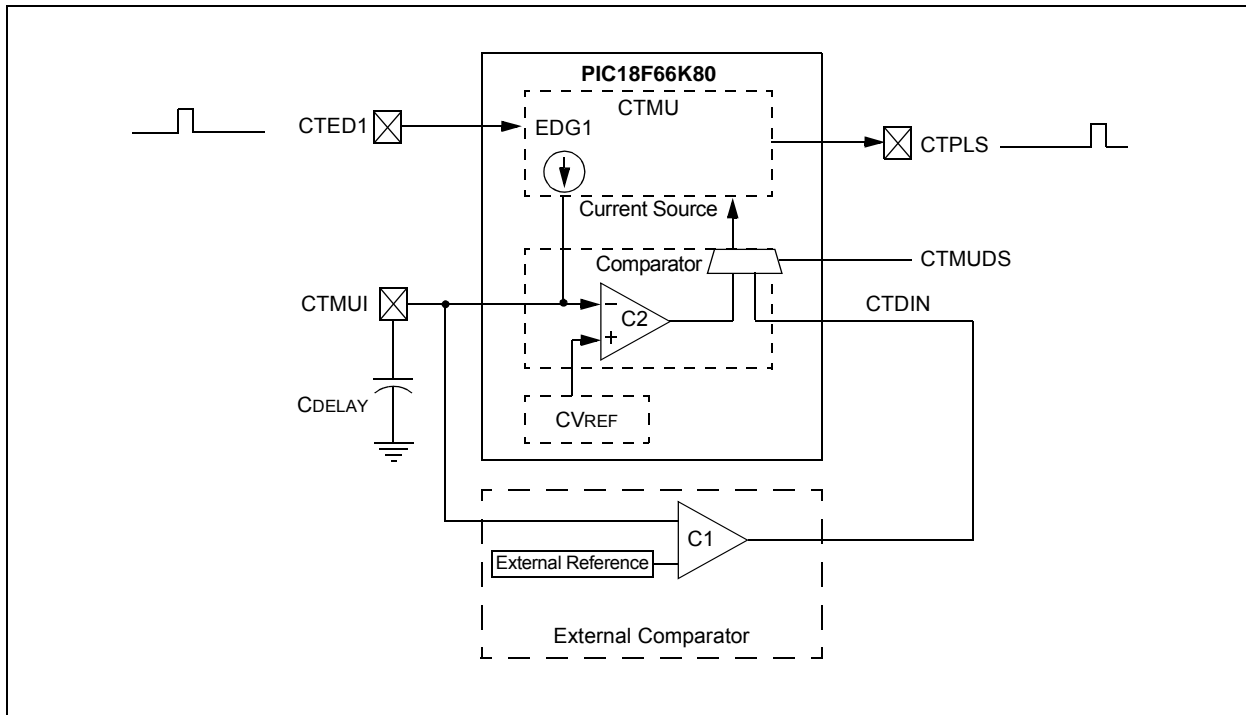 PIC18F66K80
CTMU
CTED1
EDG1
CTPLS
Current Source
Comparator
CTMUDS
CTMUI
−
C2
+
CTDIN
CDELAY
CVREF
C1
External Reference
External Comparator